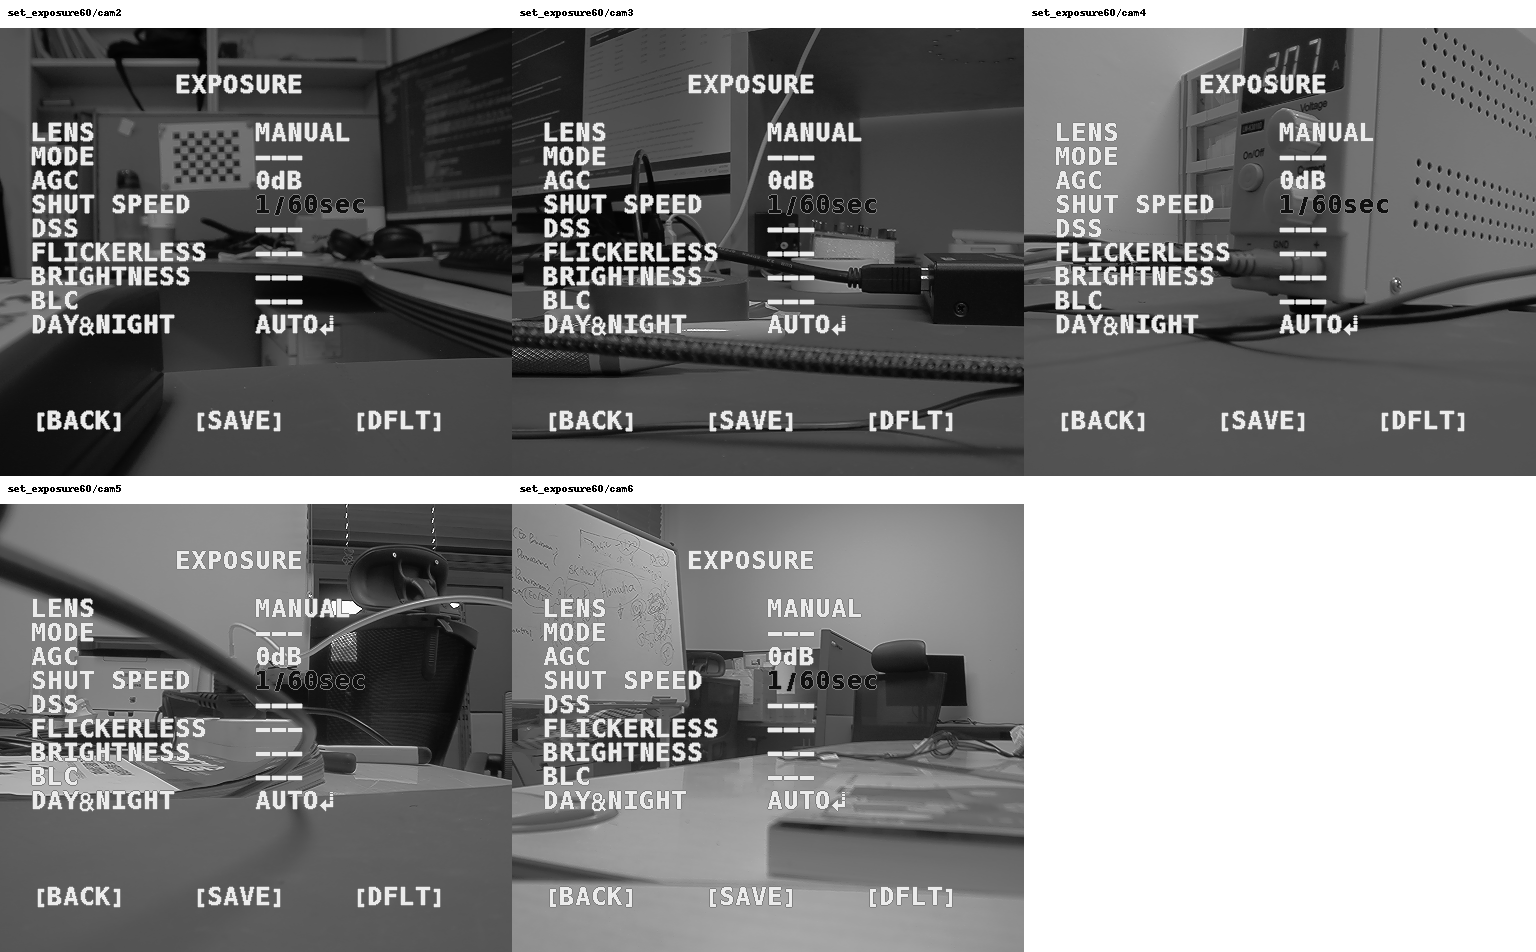 set_exposure60/cam2
EXPOSURE
LENS MANUAL
MODE ---
AGC 0dB
SHUT SPEED 1/60sec
DSS ---
FLICKERLESS ---
BRIGHTNESS ---
BLC ---
DAY&NIGHT AUTO↲
[BACK] [SAVE] [DFLT]
set_exposure60/cam3
EXPOSURE
LENS MANUAL
MODE ---
AGC 0dB
SHUT SPEED 1/60sec
DSS ---
FLICKERLESS ---
BRIGHTNESS ---
BLC ---
DAY&NIGHT AUTO↲
[BACK] [SAVE] [DFLT]
set_exposure60/cam4
207 A
Voltage
On/Off
GND +
EXPOSURE
LENS MANUAL
MODE ---
AGC 0dB
SHUT SPEED 1/60sec
DSS ---
FLICKERLESS ---
BRIGHTNESS ---
BLC ---
DAY&NIGHT AUTO↲
[BACK] [SAVE] [DFLT]
set_exposure60/cam5
EXPOSURE
LENS MANUAL
MODE ---
AGC 0dB
SHUT SPEED 1/60sec
DSS ---
FLICKERLESS ---
BRIGHTNESS ---
BLC ---
DAY&NIGHT AUTO↲
[BACK] [SAVE] [DFLT]
set_exposure60/cam6
EXPOSURE
LENS MANUAL
MODE ---
AGC 0dB
SHUT SPEED 1/60sec
DSS ---
FLICKERLESS ---
BRIGHTNESS ---
BLC ---
DAY&NIGHT AUTO↲
[BACK] [SAVE] [DFLT]